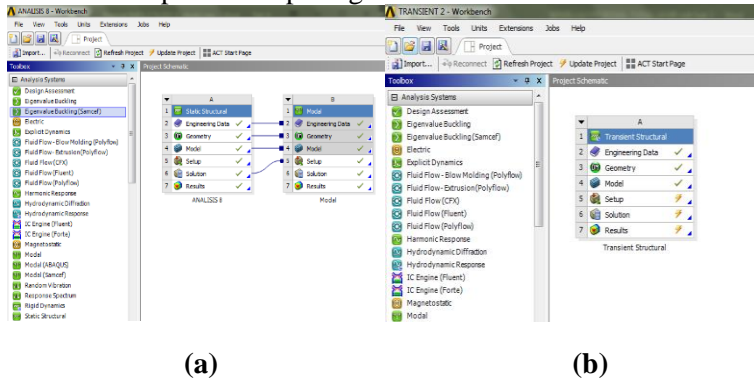 ANALISIS 8 - Workbench
File View Tools Units Extensions Jobs Help
Project
Import... Reconnect Refresh Project Update Project ACT Start Page
Toolbox
Project Schematic
Analysis Systems
Design Assessment
Eigenvalue Buckling
Eigenvalue Buckling (Samcef)
Electric
Explicit Dynamics
Fluid Flow - Blow Molding (Polyflow)
Fluid Flow - Extrusion (Polyflow)
Fluid Flow (CFX)
Fluid Flow (Fluent)
Fluid Flow (Polyflow)
Harmonic Response
Hydrodynamic Diffraction
Hydrodynamic Response
IC Engine (Fluent)
IC Engine (Forte)
Magnetostatic
Modal
Modal (ABAQUS)
Modal (Samcef)
Random Vibration
Response Spectrum
Rigid Dynamics
Static Structural
A
1 Static Structural
2 Engineering Data
3 Geometry
4 Model
5 Setup
6 Solution
7 Results
ANALISIS 8
B
1 Modal
2 Engineering Data
3 Geometry
4 Model
5 Setup
6 Solution
7 Results
Modal
(a)
TRANSIENT 2 - Workbench
File View Tools Units Extensions Jobs Help
Project
Import... Reconnect Refresh Project Update Project ACT Start Page
Toolbox
Project Schematic
Analysis Systems
Design Assessment
Eigenvalue Buckling
Eigenvalue Buckling (Samcef)
Electric
Explicit Dynamics
Fluid Flow - Blow Molding (Polyflow)
Fluid Flow - Extrusion (Polyflow)
Fluid Flow (CFX)
Fluid Flow (Fluent)
Fluid Flow (Polyflow)
Harmonic Response
Hydrodynamic Diffraction
Hydrodynamic Response
IC Engine (Fluent)
IC Engine (Forte)
Magnetostatic
Modal
A
1 Transient Structural
2 Engineering Data
3 Geometry
4 Model
5 Setup
6 Solution
7 Results
Transient Structural
(b)